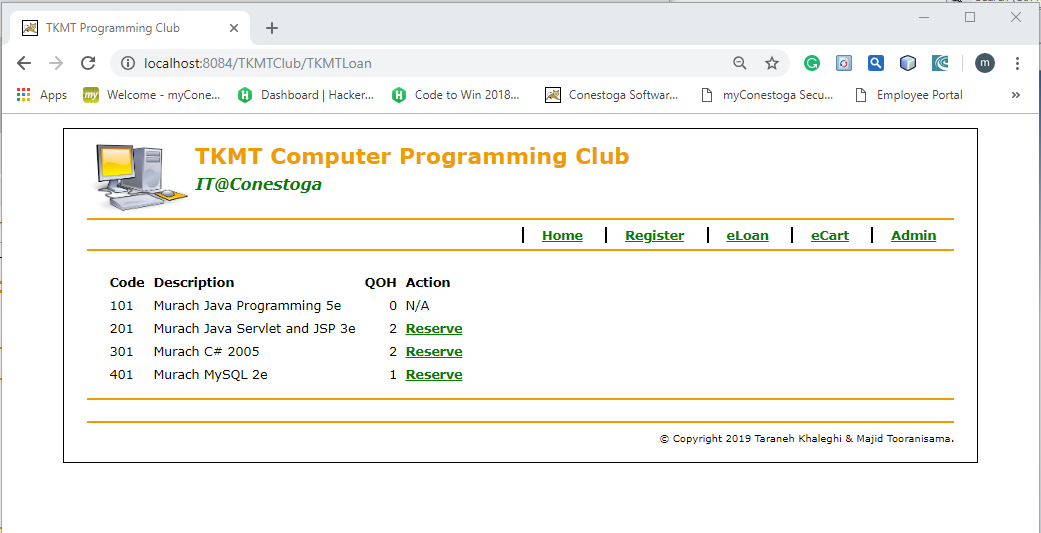 TKMT Programming Club
localhost:8084/TKMTClub/TKMTLoan
m
Apps my Welcome - myCone... H Dashboard | Hacker... H Code to Win 2018... Conestoga Softwar... myConestoga Secu... Employee Portal »
TKMT Computer Programming Club
IT@Conestoga
Home Register eLoan eCart Admin
Code Description QOH Action
101 Murach Java Programming 5e 0 N/A
201 Murach Java Servlet and JSP 3e 2 Reserve
301 Murach C# 2005 2 Reserve
401 Murach MySQL 2e 1 Reserve
© Copyright 2019 Taraneh Khaleghi & Majid Tooranisama.